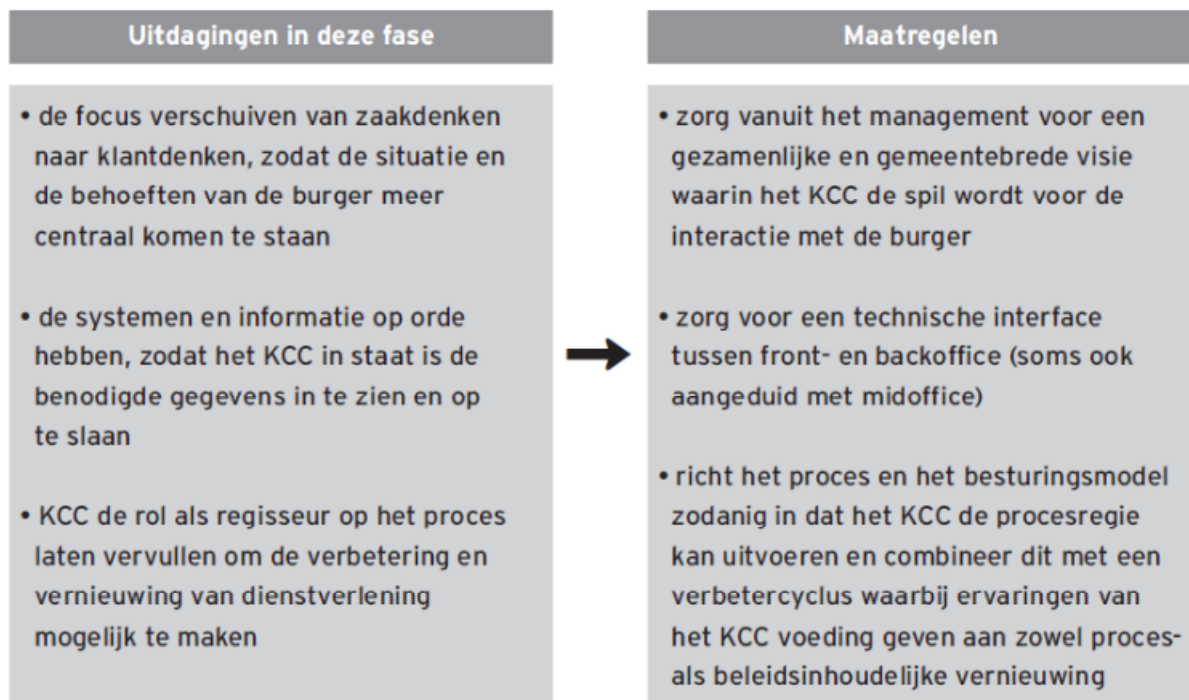 Uitdagingen in deze fase
• de focus verschuiven van zaakdenken
naar klantdenken, zodat de situatie en
de behoeften van de burger meer
centraal komen te staan
• de systemen en informatie op orde
hebben, zodat het KCC in staat is de
benodigde gegevens in te zien en op
te slaan
• KCC de rol als regisseur op het proces
laten vervullen om de verbetering en
vernieuwing van dienstverlening
mogelijk te maken
Maatregelen
• zorg vanuit het management voor een
gezamenlijke en gemeentebrede visie
waarin het KCC de spil wordt voor de
interactie met de burger
• zorg voor een technische interface
tussen front- en backoffice (soms ook
aangeduid met midoffice)
• richt het proces en het besturingsmodel
zodanig in dat het KCC de procesregie
kan uitvoeren en combineer dit met een
verbetercyclus waarbij ervaringen van
het KCC voeding geven aan zowel proces-
als beleidsinhoudelijke vernieuwing